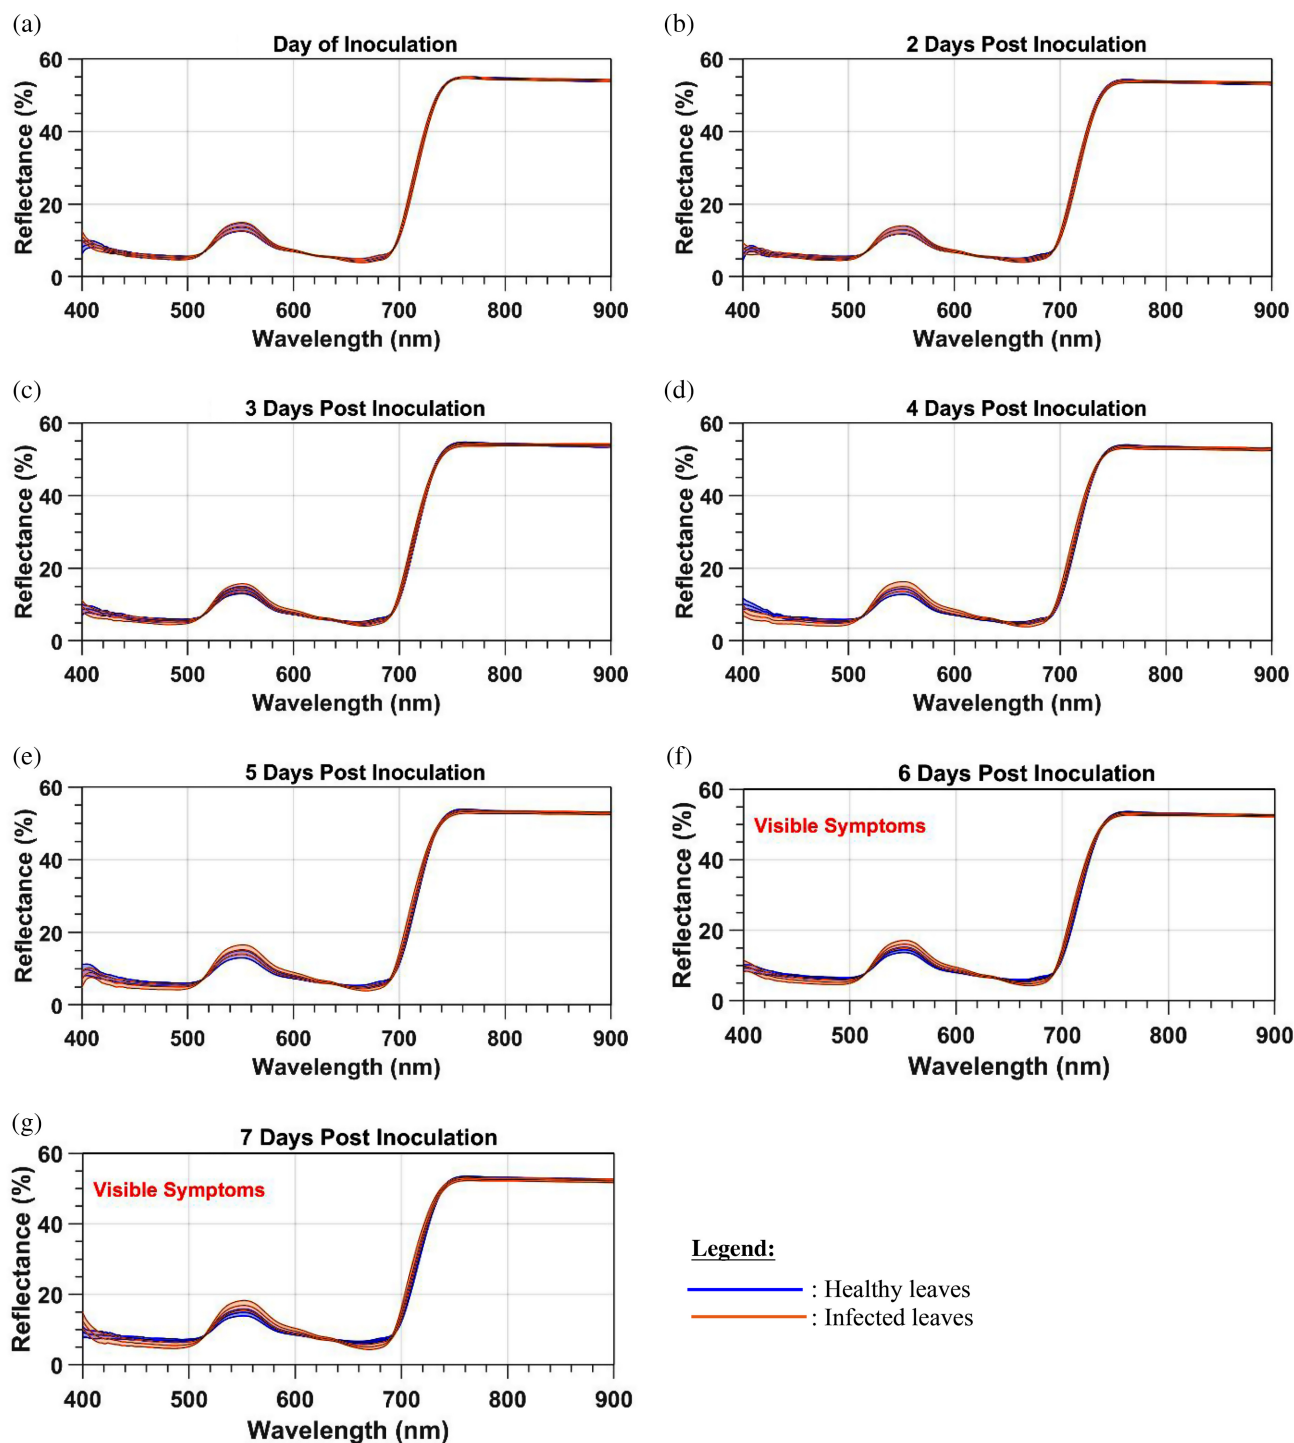 (a)
Day of Inoculation
Reflectance (%)
60
40
20
0
400 500 600 700 800 900
Wavelength (nm)
(b)
2 Days Post Inoculation
Reflectance (%)
60
40
20
0
400 500 600 700 800 900
Wavelength (nm)
(c)
3 Days Post Inoculation
Reflectance (%)
60
40
20
0
400 500 600 700 800 900
Wavelength (nm)
(d)
4 Days Post Inoculation
Reflectance (%)
60
40
20
0
400 500 600 700 800 900
Wavelength (nm)
(e)
5 Days Post Inoculation
Reflectance (%)
60
40
20
0
400 500 600 700 800 900
Wavelength (nm)
(f)
6 Days Post Inoculation
Visible Symptoms
Reflectance (%)
60
40
20
0
400 500 600 700 800 900
Wavelength (nm)
(g)
7 Days Post Inoculation
Visible Symptoms
Reflectance (%)
60
40
20
0
400 500 600 700 800 900
Wavelength (nm)
Legend:
: Healthy leaves
: Infected leaves